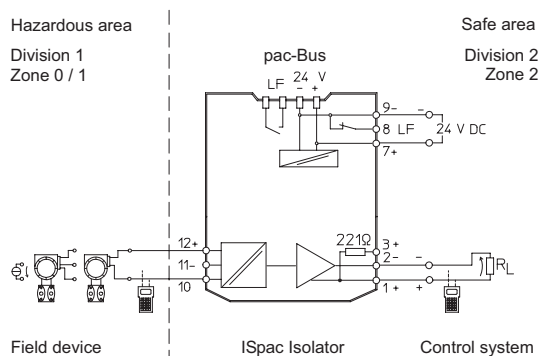 Hazardous area
Safe area
Division 1
Zone 0 / 1
pac-Bus
Division 2
Zone 2
LF 24 V
- +
9- -
8 LF 24 V DC
7+
221Ω
12+
11-
10
3 +
2- -
1 + +
RL
Field device
ISpac Isolator
Control system